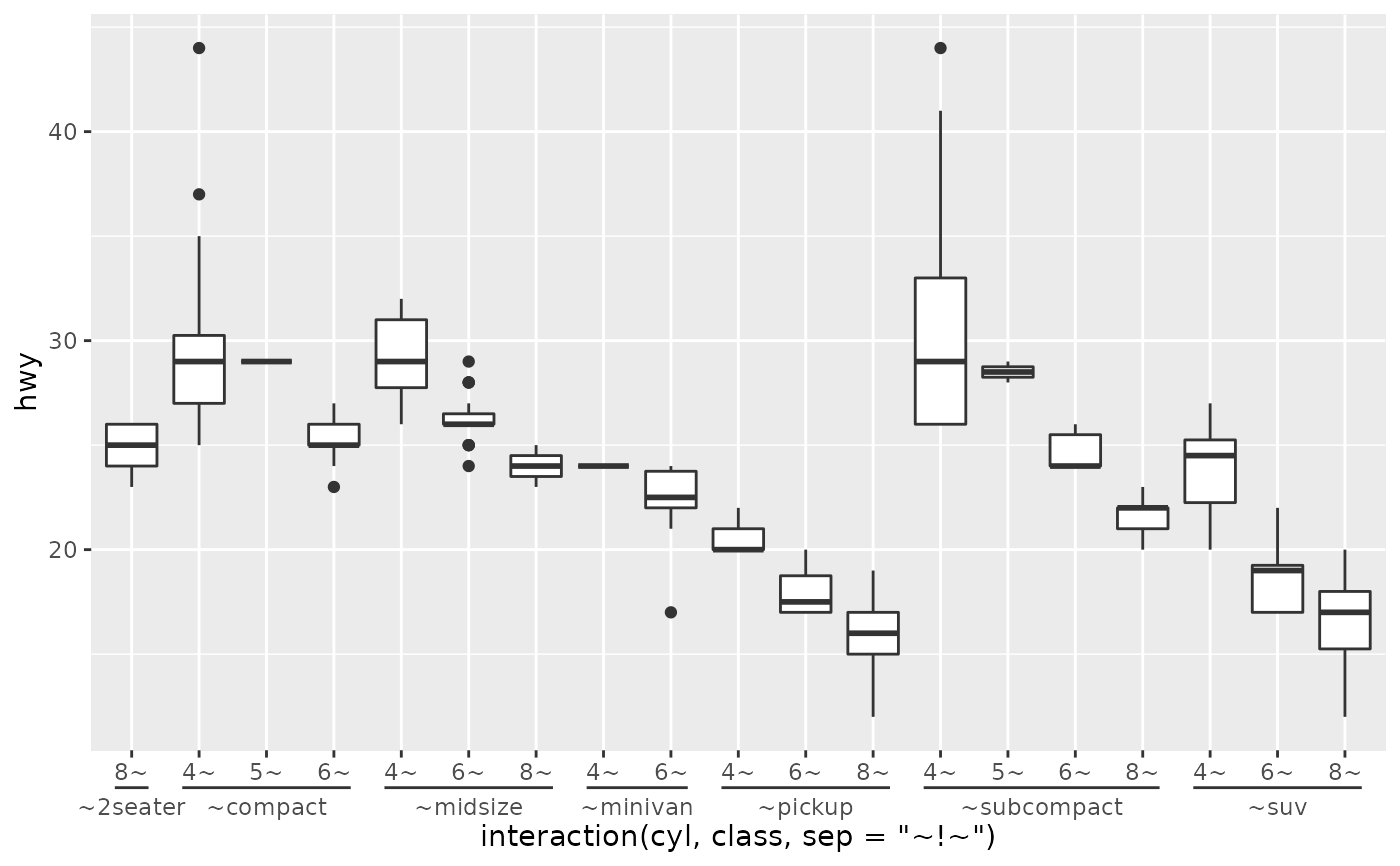 40
30
20
hwy
8~ 4~ 5~ 6~ 4~ 6~ 8~ 4~ 6~ 4~ 6~ 8~ 4~ 5~ 6~ 8~ 4~ 6~ 8~
~2seater ~compact ~midsize ~minivan ~pickup ~subcompact ~suv
interaction(cyl, class, sep = "~!~")